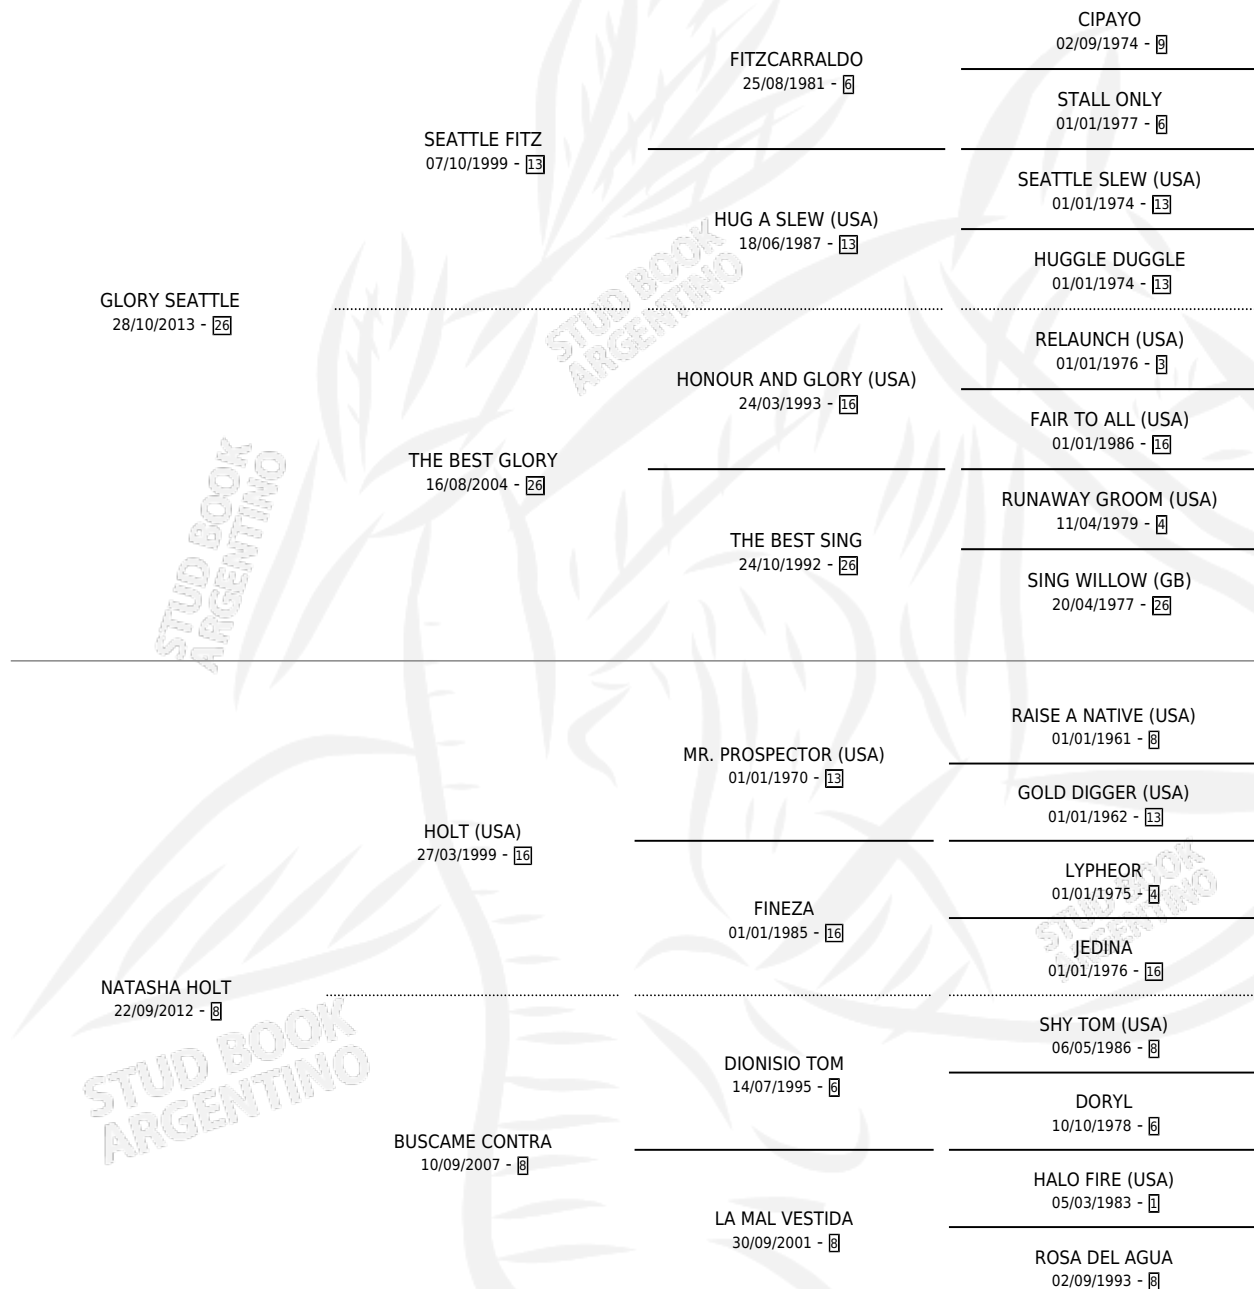 CIPAYO
02/09/1974 - 9
FITZCARRALDO
25/08/1981 - 6
STALL ONLY
01/01/1977 - 6
SEATTLE FITZ
07/10/1999 - 13
SEATTLE SLEW (USA)
01/01/1974 - 13
HUG A SLEW (USA)
18/06/1987 - 13
HUGGLE DUGGLE
01/01/1974 - 13
GLORY SEATTLE
28/10/2013 - 26
RELAUNCH (USA)
01/01/1976 - 3
HONOUR AND GLORY (USA)
24/03/1993 - 16
FAIR TO ALL (USA)
01/01/1986 - 16
THE BEST GLORY
16/08/2004 - 26
RUNAWAY GROOM (USA)
11/04/1979 - 4
THE BEST SING
24/10/1992 - 26
SING WILLOW (GB)
20/04/1977 - 26
RAISE A NATIVE (USA)
01/01/1961 - 8
MR. PROSPECTOR (USA)
01/01/1970 - 13
GOLD DIGGER (USA)
01/01/1962 - 13
HOLT (USA)
27/03/1999 - 16
LYPHEOR
01/01/1975 - 4
FINEZA
01/01/1985 - 16
JEDINA
01/01/1976 - 16
NATASHA HOLT
22/09/2012 - 8
SHY TOM (USA)
06/05/1986 - 8
DIONISIO TOM
14/07/1995 - 6
DORYL
10/10/1978 - 6
BUSCAME CONTRA
10/09/2007 - 8
HALO FIRE (USA)
05/03/1983 - 1
LA MAL VESTIDA
30/09/2001 - 8
ROSA DEL AGUA
02/09/1993 - 8
STUD BOOK
ARGENTINO
STUD BOOK
ARGENTINO
STUD BOOK
ARGENTINO
STUD BOOK
ARGENTINO